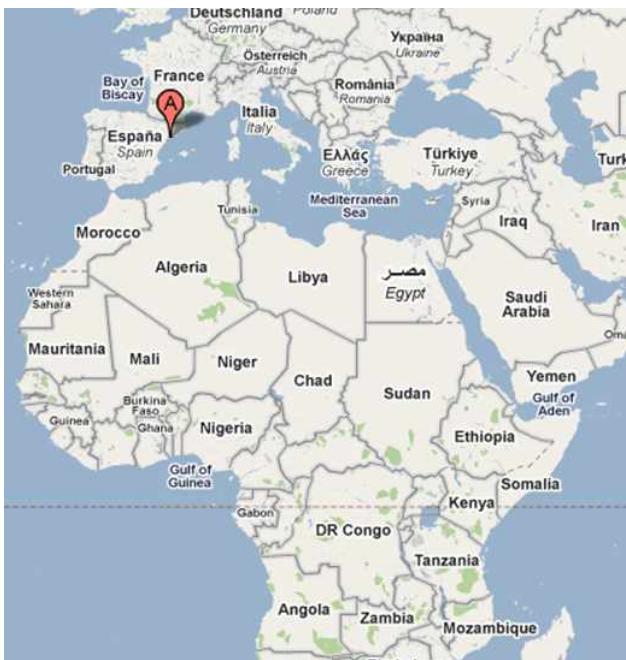 Deutschland
Germany
Poland
Україна
Ukraine
Österreich
Austria
Bay of
Biscay
France
A
România
Romania
Italia
Italy
España
Spain
Portugal
Ελλάς
Greece
Türkiye
Turkey
Mediterranean
Sea
Tunisia
Syria
Iraq
Iran
Morocco
Algeria
Libya
مصر
Egypt
Western
Sahara
Saudi
Arabia
Mauritania
Mali
Niger
Chad
Sudan
Yemen
Gulf of
Aden
Burkina
Faso
Guinea
Ghana
Nigeria
Ethiopia
Gulf of
Guinea
Somalia
Gabon
Kenya
DR Congo
Tanzania
Angola
Zambia
Mozambique